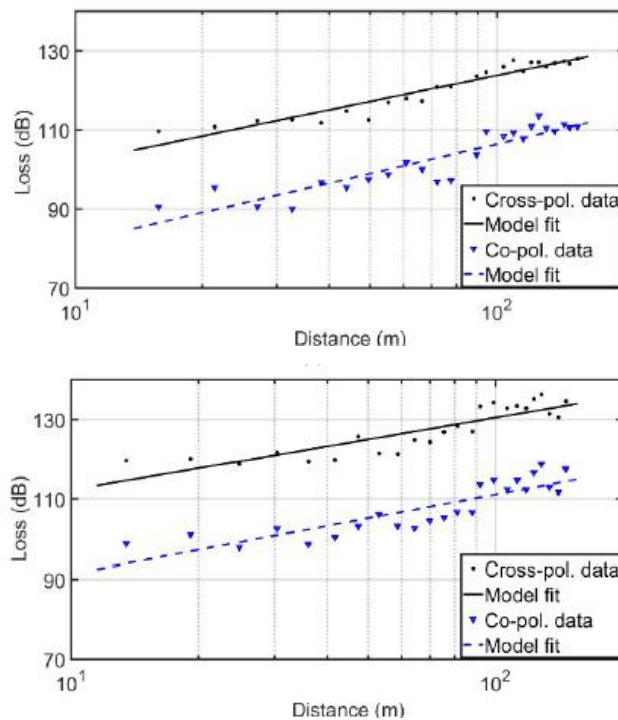 130
110
90
70
Loss (dB)
Cross-pol. data
Model fit
Co-pol. data
Model fit
10^1
10^2
Distance (m)
130
110
90
70
Loss (dB)
Cross-pol. data
Model fit
Co-pol. data
Model fit
10^1
10^2
Distance (m)